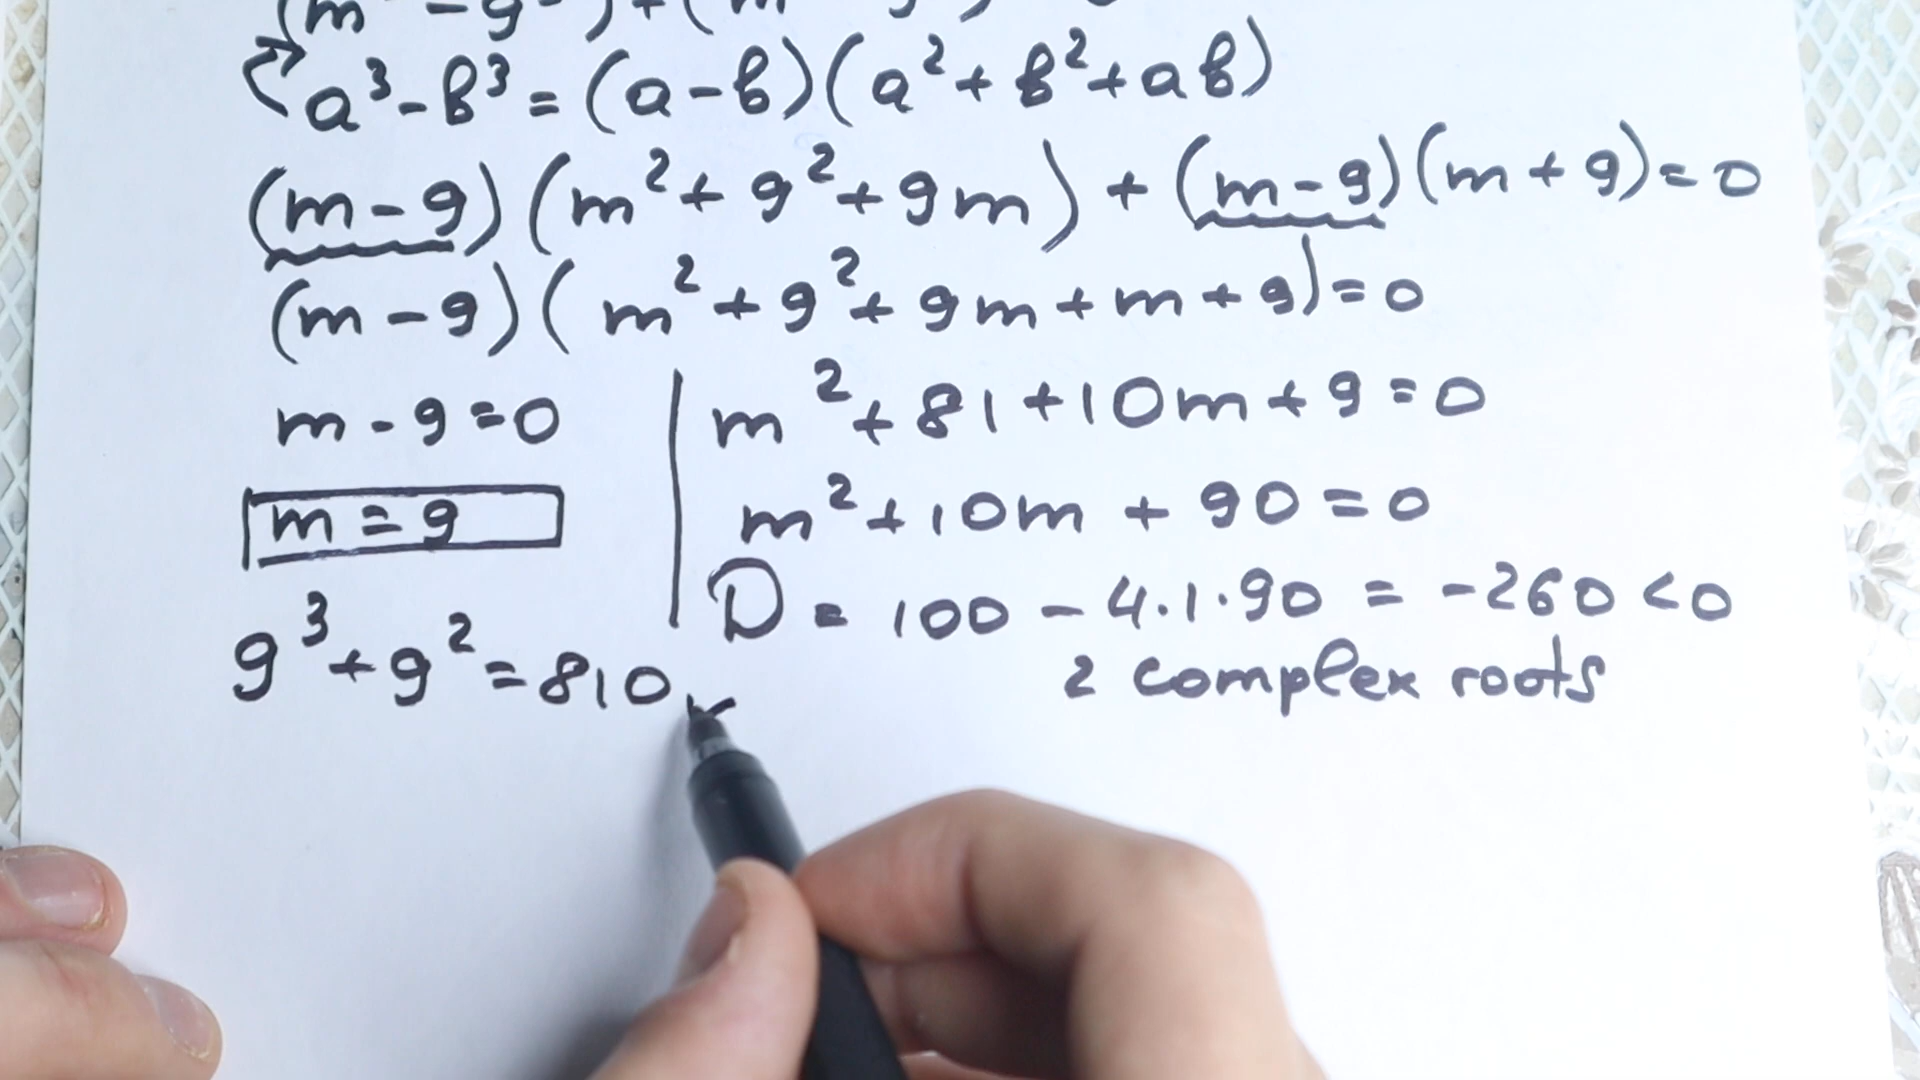 a³-b³=(a-b)(a²+b²+ab)
(m-9)(m²+9²+9m)+(m-9)(m+9)=0
(m-9)(m²+9²+9m+m+9)=0
m-9=0
m²+81+10m+9=0
m=9
m²+10m+90=0
9³+9²=810
D=100-4·1·90=-260<0
2 complex roots